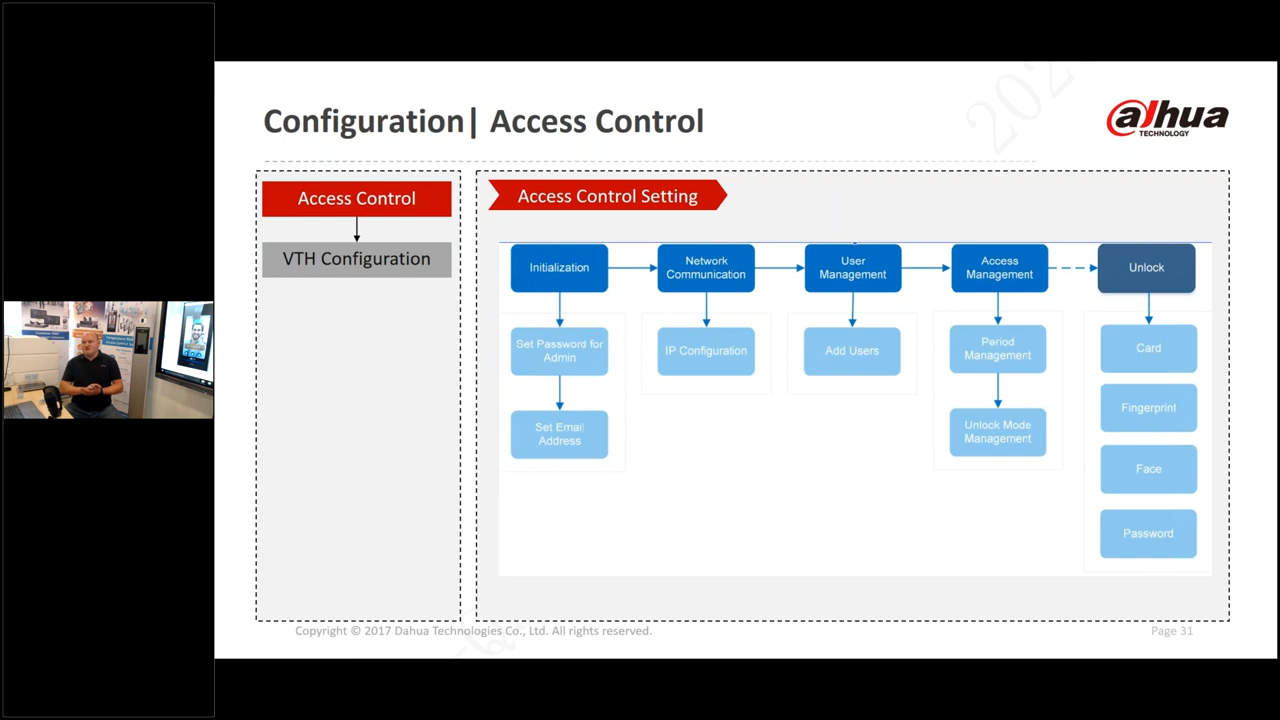 Configuration| Access Control
alhua
TECHNOLOGY
202
Access Control
VTH Configuration
Access Control Setting
Initialization
Network
Communication
User
Management
Access
Management
Unlock
Set Password for
Admin
Set Email
Address
IP Configuration
Add Users
Period
Management
Unlock Mode
Management
Card
Fingerprint
Face
Password
Copyright © 2017 Dahua Technologies Co., Ltd. All rights reserved.
Page 31